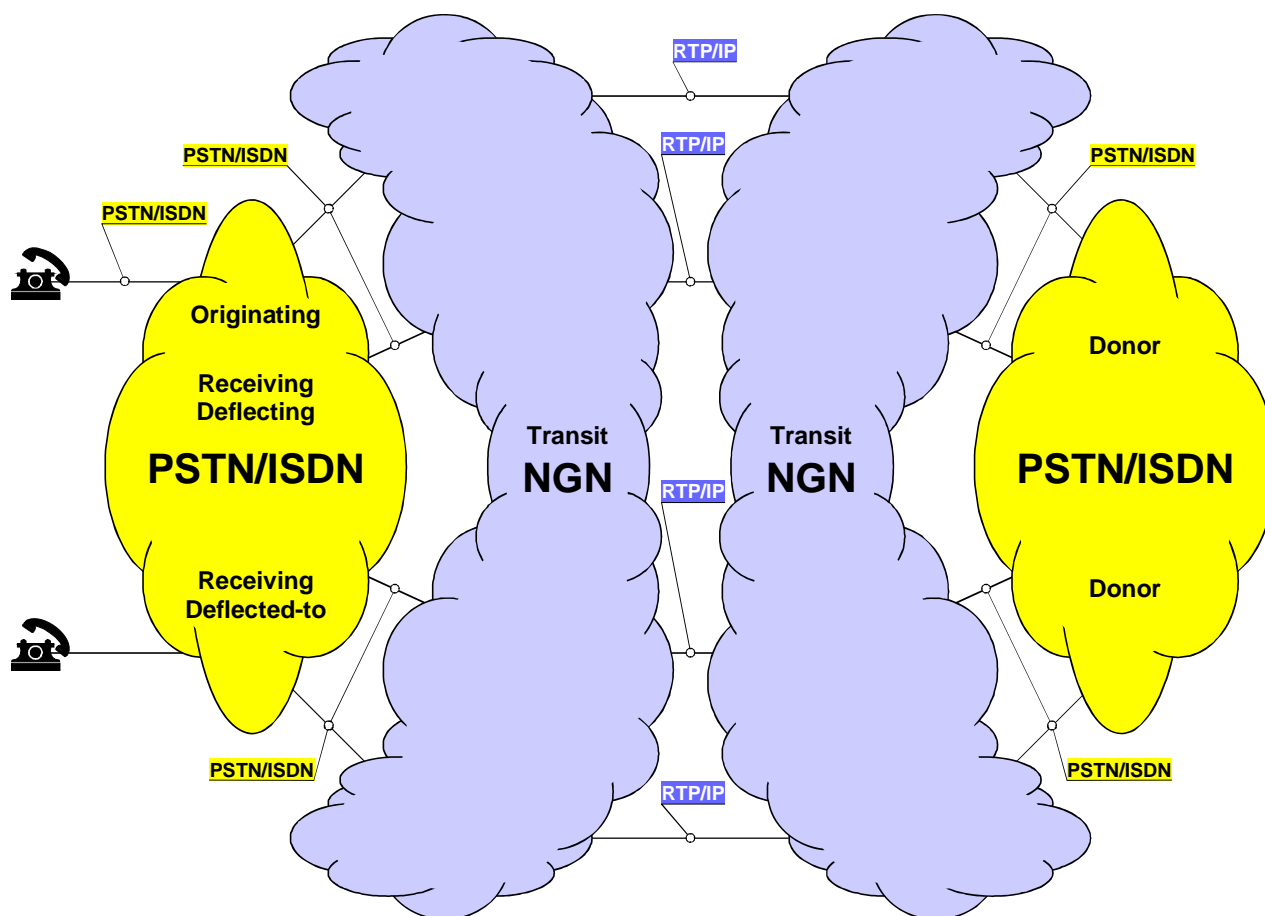 RTP/IP
RTP/IP
PSTN/ISDN
PSTN/ISDN
PSTN/ISDN
Originating
Receiving
Deflecting
PSTN/ISDN
Receiving
Deflected-to
Transit
NGN
Transit
NGN
Donor
PSTN/ISDN
Donor
RTP/IP
PSTN/ISDN
PSTN/ISDN
RTP/IP